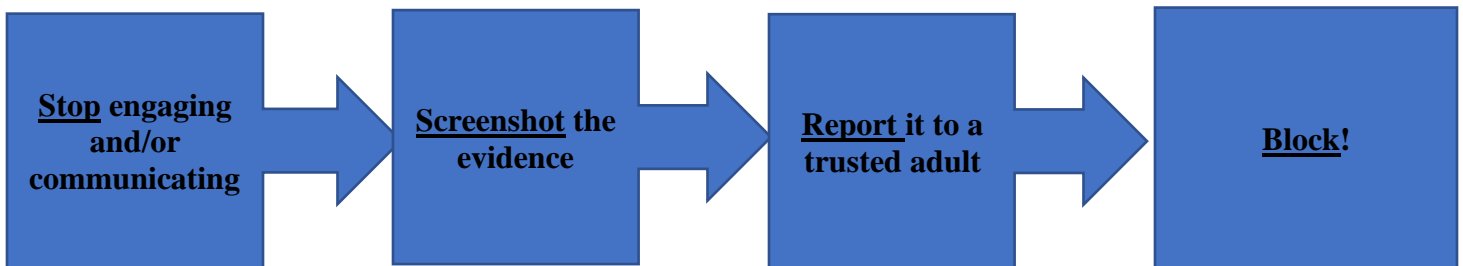 Stop engaging
and/or
communicating
Screenshot the
evidence
Report it to a
trusted adult
Block!